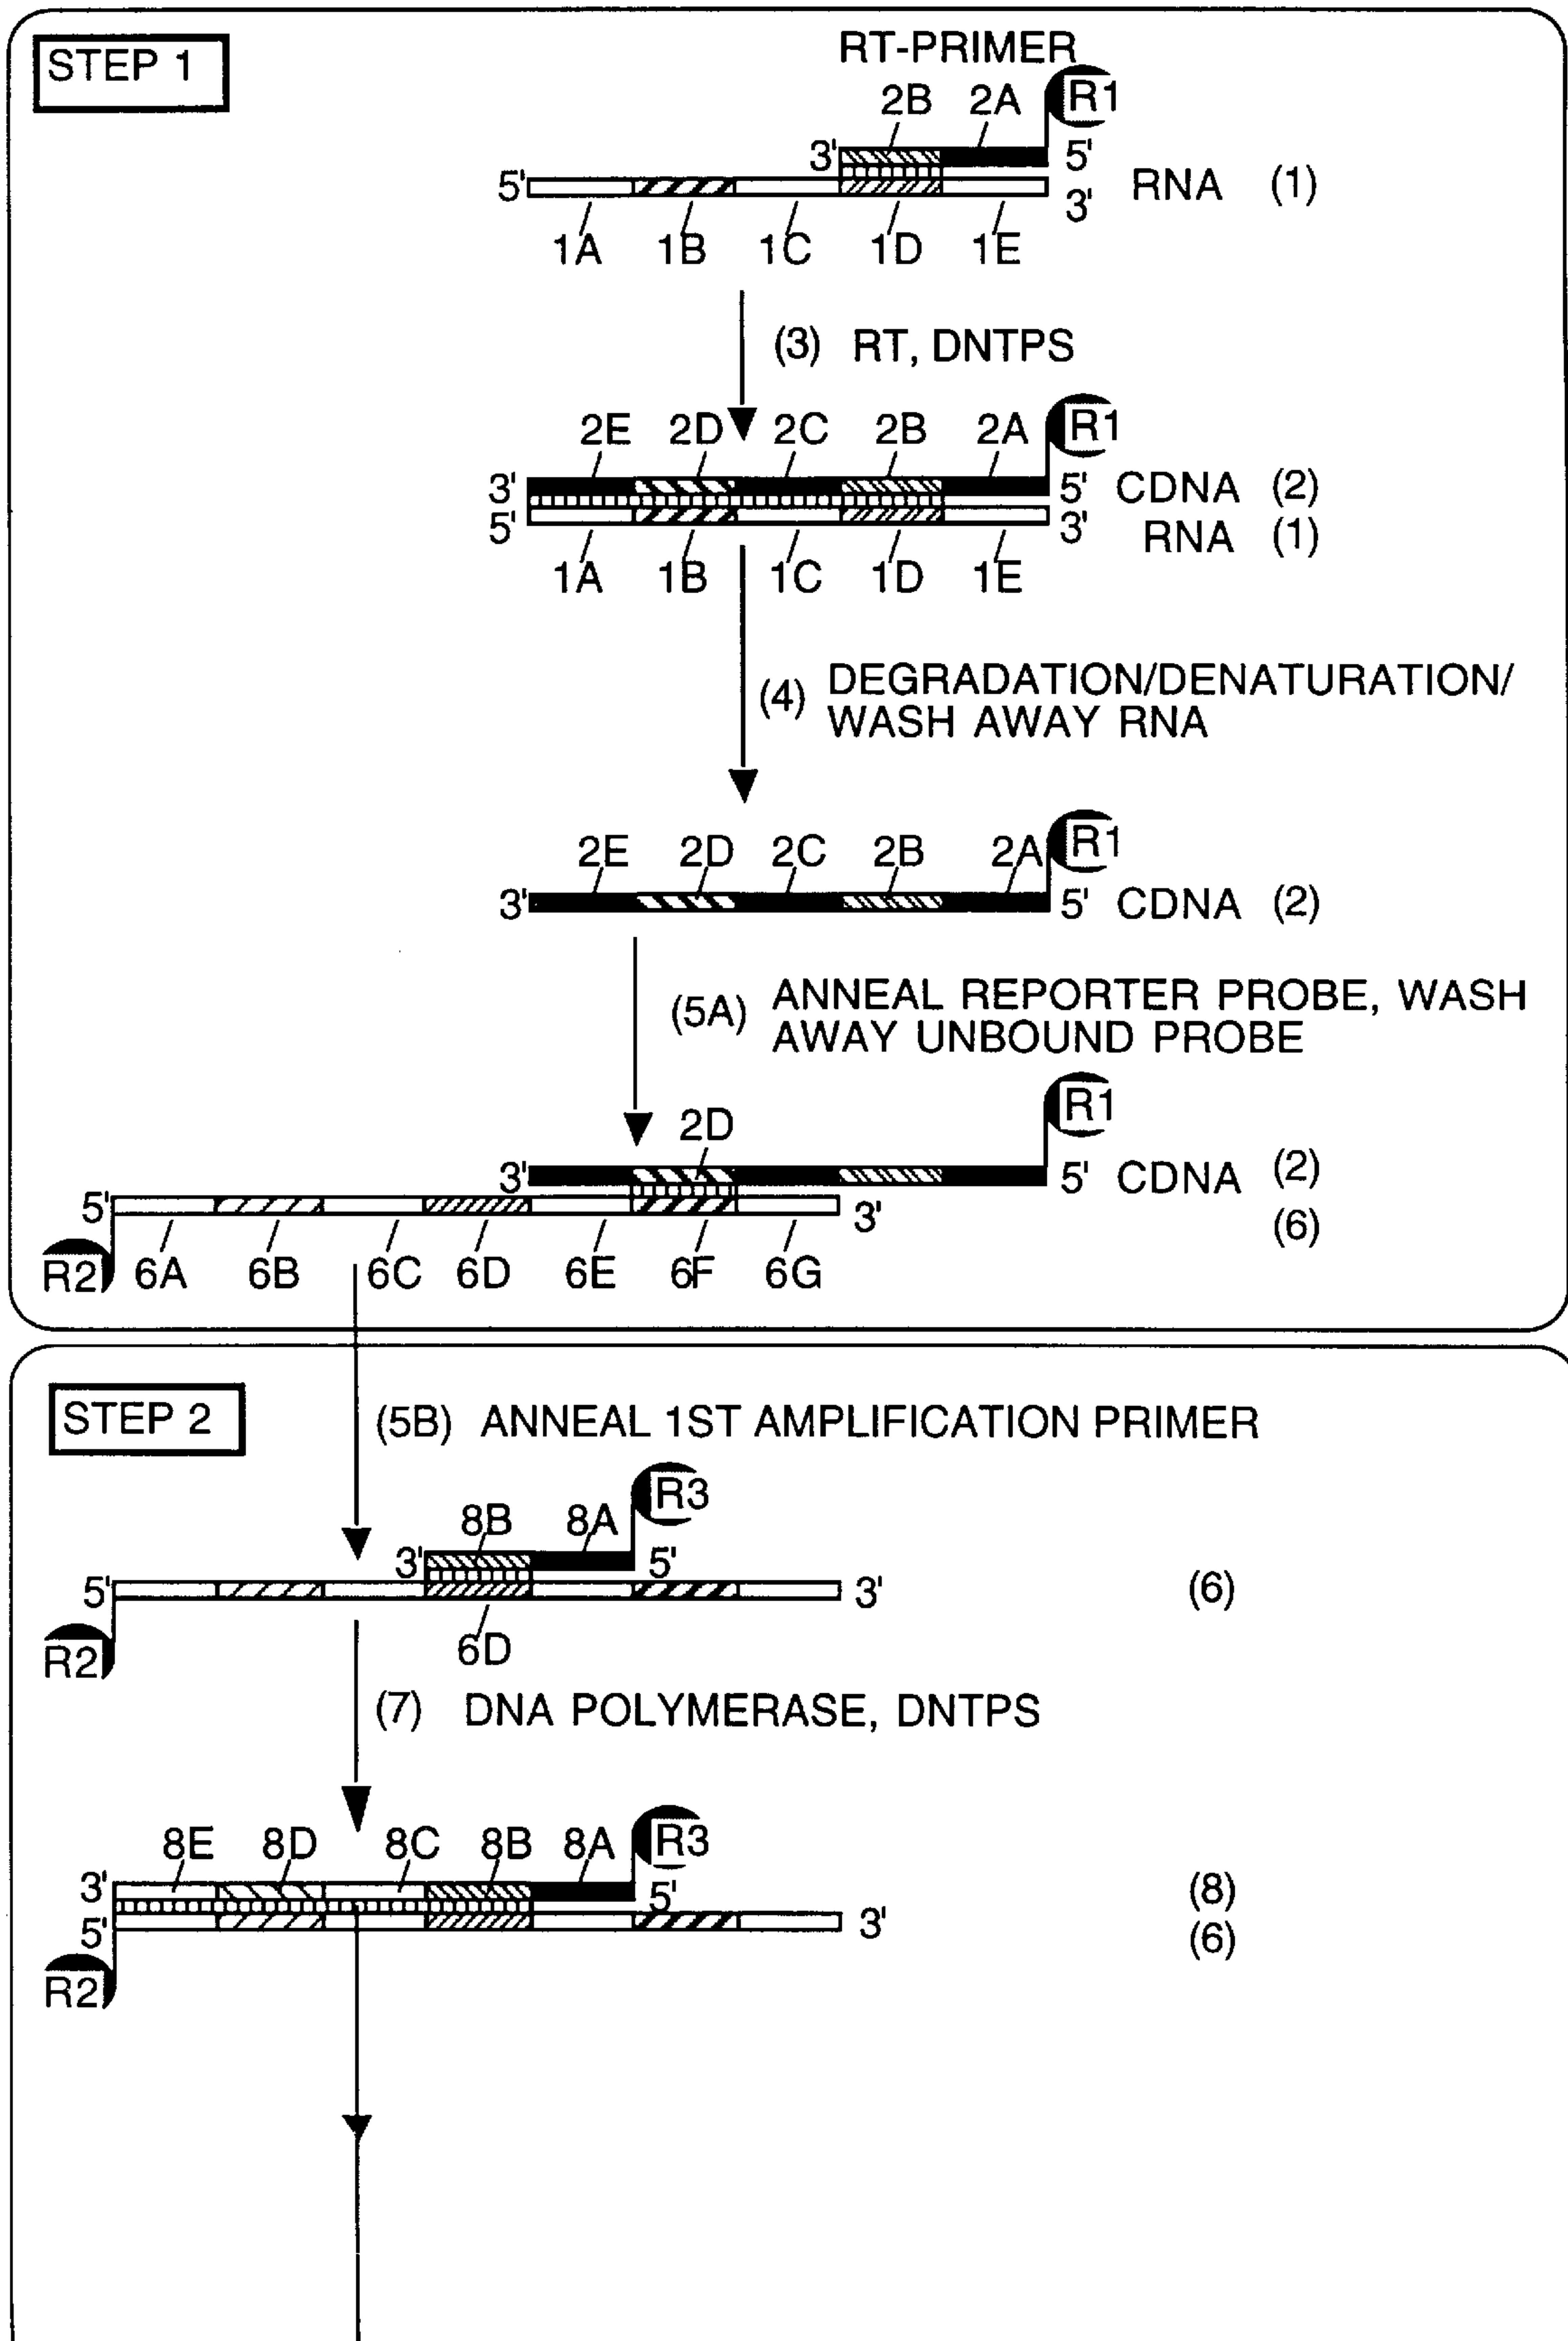 STEP 1
RT-PRIMER
2B 2A R1
3' 5'
5' RNA (1)
3'
1A 1B 1C 1D 1E
(3) RT, DNTPS
2E 2D 2C 2B 2A R1
3' 5' CDNA (2)
5' 3' RNA (1)
1A 1B 1C 1D 1E
(4) DEGRADATION/DENATURATION/
WASH AWAY RNA
2E 2D 2C 2B 2A R1
3' 5' CDNA (2)
(5A) ANNEAL REPORTER PROBE, WASH
AWAY UNBOUND PROBE
R1
2D
3' 5' CDNA (2)
5' 3' (6)
R2 6A 6B 6C 6D 6E 6F 6G
STEP 2
(5B) ANNEAL 1ST AMPLIFICATION PRIMER
R3
8B 8A
3' 5'
5' 3' (6)
R2 6D
(7) DNA POLYMERASE, DNTPS
8E 8D 8C 8B 8A R3
3' 5' (8)
5' 3' (6)
R2